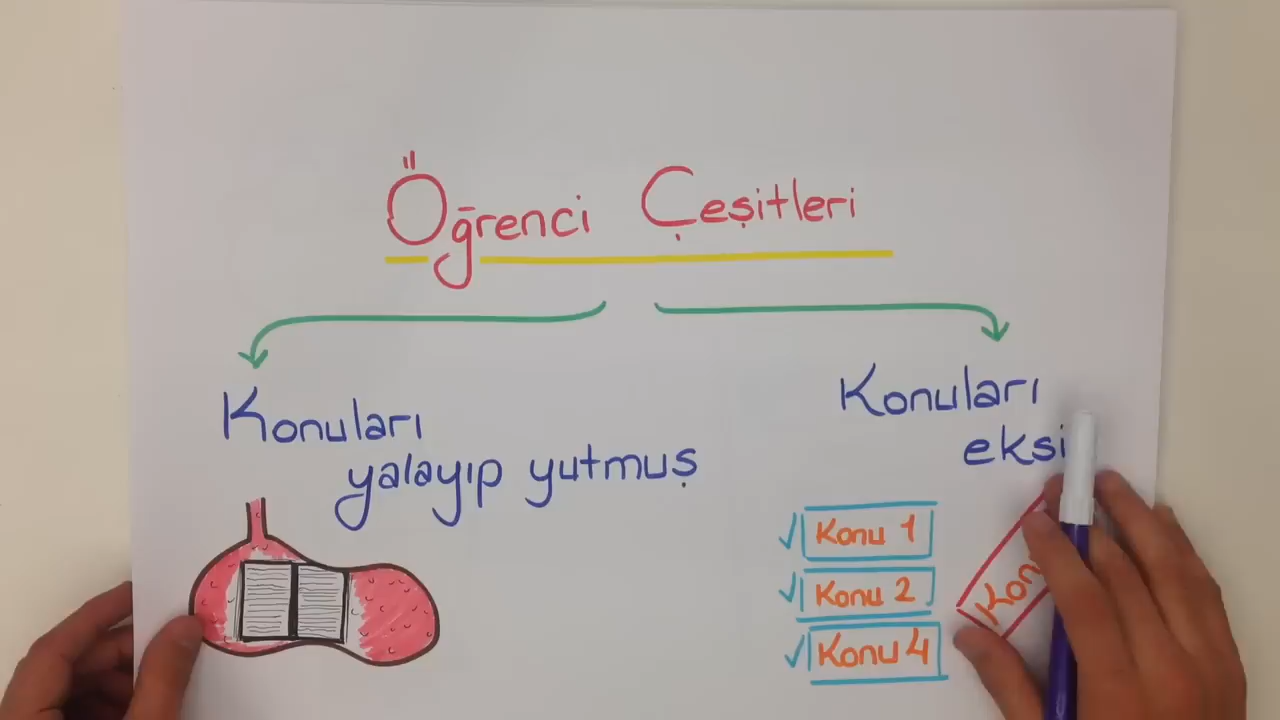 Öğrenci Çeşitleri
Konuları
yalayıp yutmuş
Konuları
eksi
Konu 1
Konu 2
Konu 4